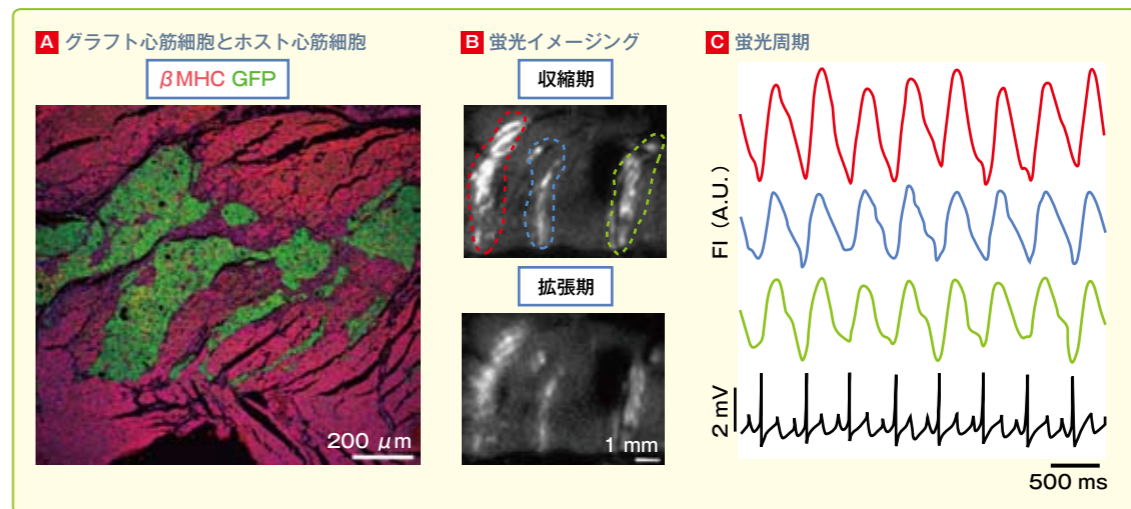 A グラフト心筋細胞とホスト心筋細胞
βMHC GFP
200 μm
B 蛍光イメージング
収縮期
拡張期
1 mm
C 蛍光周期
FI (A.U.)
2 mV
500 ms